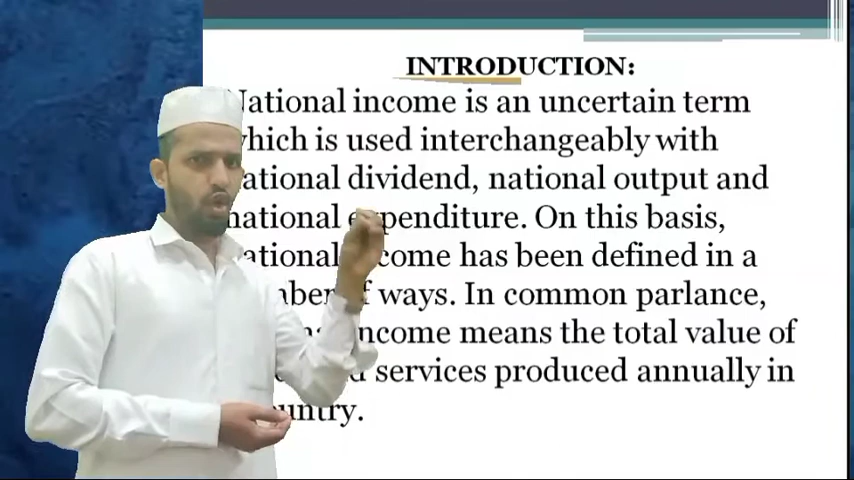 INTRODUCTION:
National income is an uncertain term
which is used interchangeably with
national dividend, national output and
national expenditure. On this basis,
national income has been defined in a
of ways. In common parlance,
income means the total value of
services produced annually in
country.